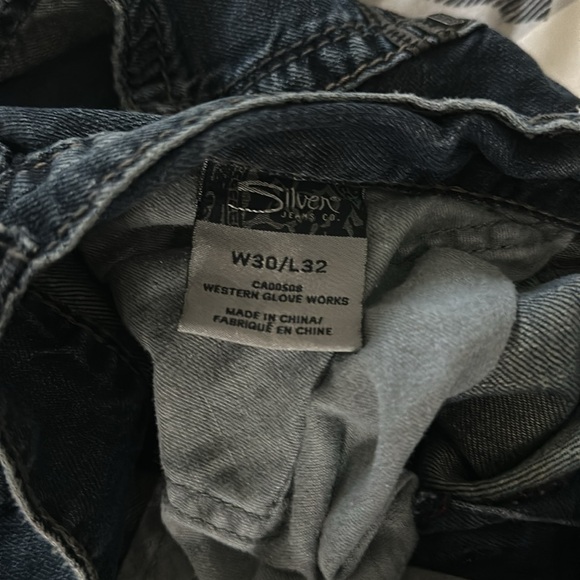 Silver
JEANS CO.
W30/L32
CA00508
WESTERN GLOVE WORKS
MADE IN CHINA/
FABRIQUÉ EN CHINE